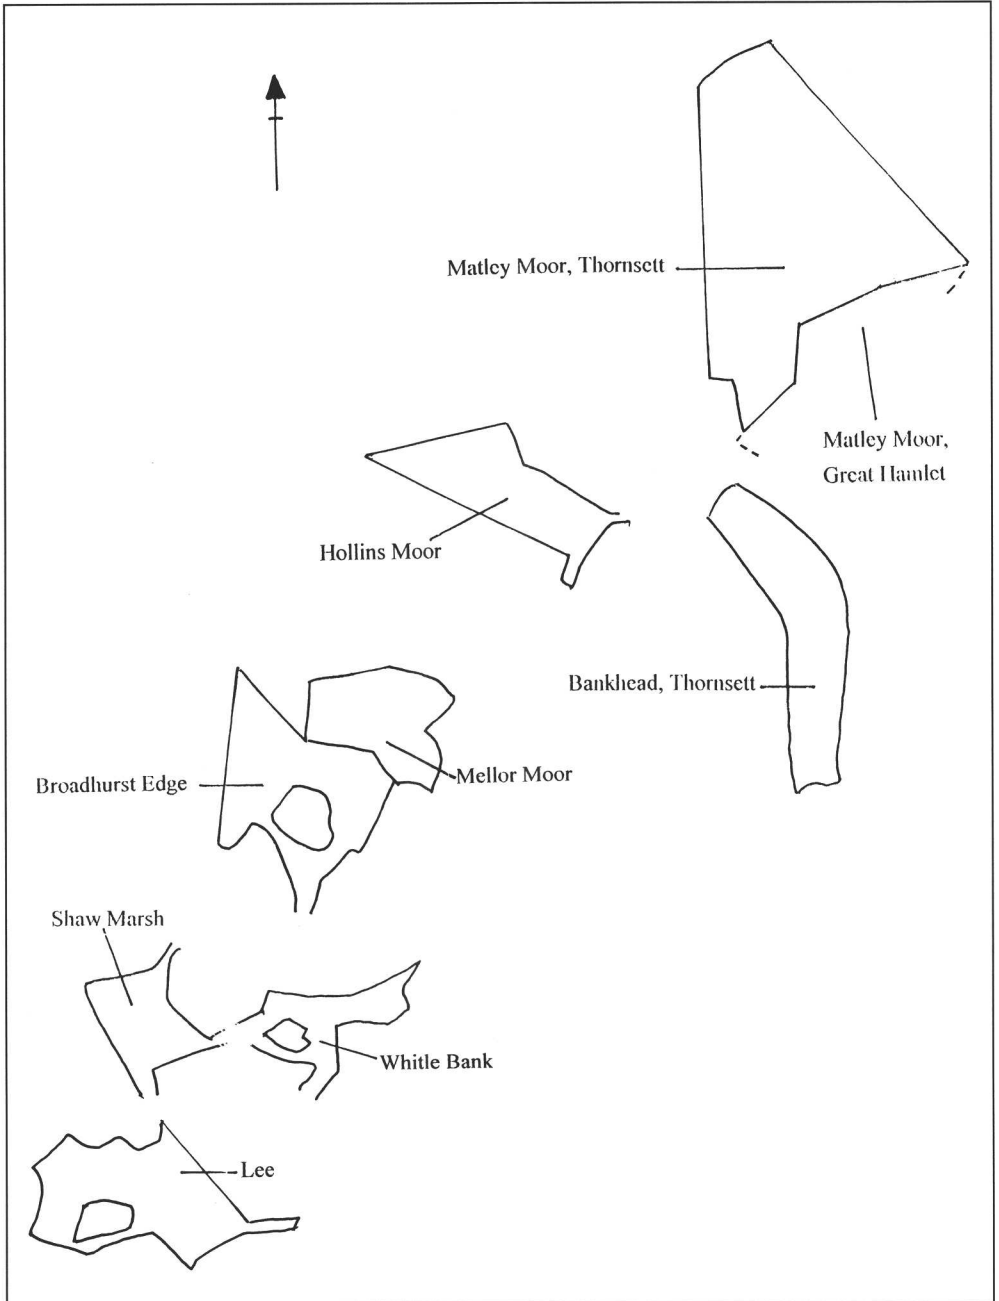 Matley Moor, Thornsett
Matley Moor,
Great Hamlet
Hollins Moor
Bankhead, Thornsett
Mellor Moor
Broadhurst Edge
Shaw Marsh
Whitle Bank
Lee